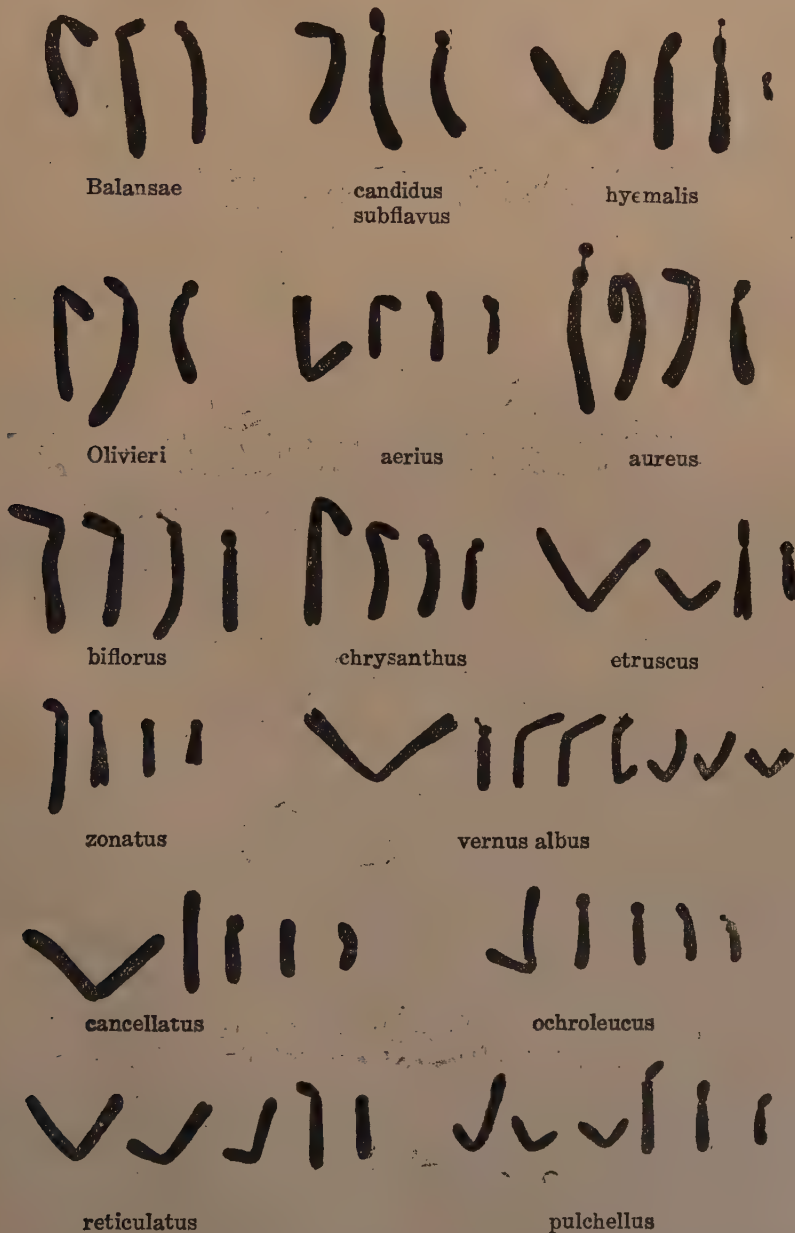 Balansae
candidus
subflavus
hyemalis
Olivieri
aerius
aureus
biflorus
chrysanthus
etruscus
zonatus
vernus albus
cancellatus
ochroleucus
reticulatus
pulchellus